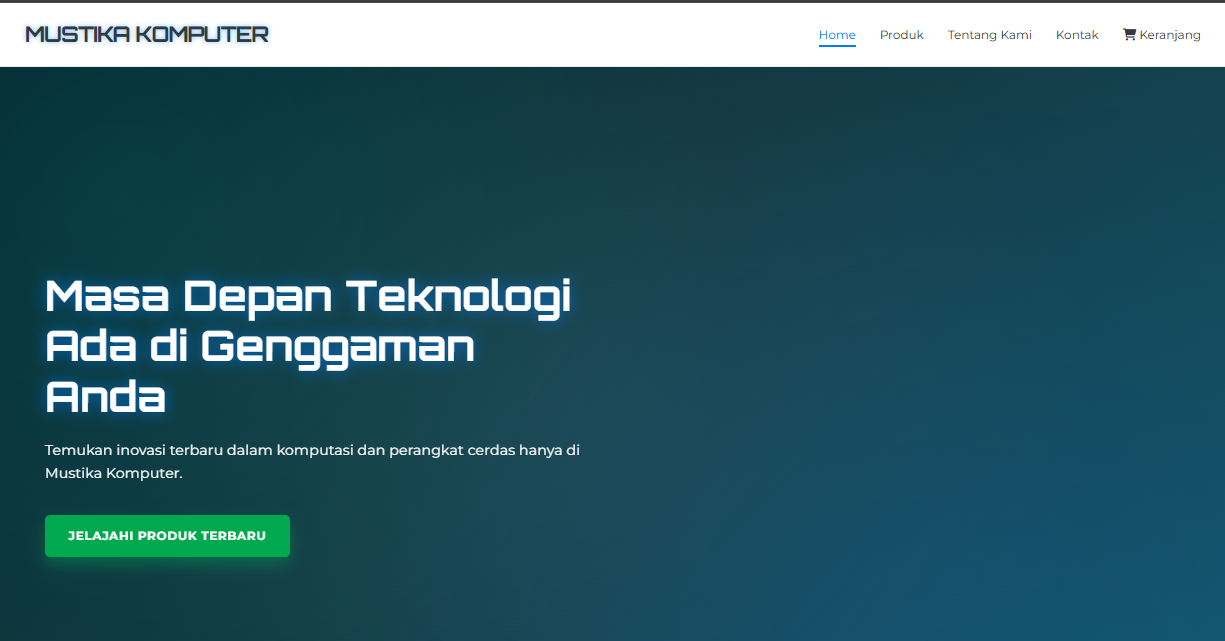 MUSTIKA KOMPUTER
Home
Produk
Tentang Kami
Kontak
Keranjang
Masa Depan Teknologi
Ada di Genggaman
Anda
Temukan inovasi terbaru dalam komputasi dan perangkat cerdas hanya di
Mustika Komputer.
JELAJAHI PRODUK TERBARU